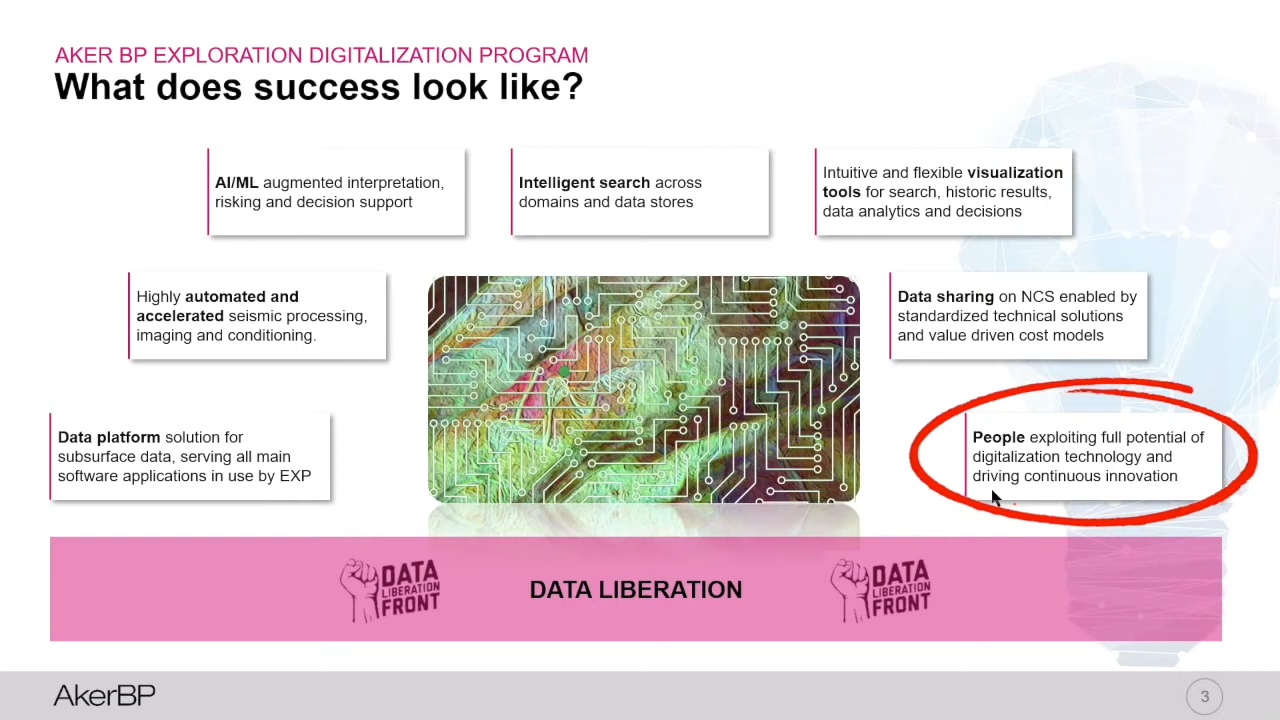 AKER BP EXPLORATION DIGITALIZATION PROGRAM
What does success look like?
AI/ML augmented interpretation,
risking and decision support
Intelligent search across
domains and data stores
Intuitive and flexible visualization
tools for search, historic results,
data analytics and decisions
Highly automated and
accelerated seismic processing,
imaging and conditioning.
Data sharing on NCS enabled by
standardized technical solutions
and value driven cost models
Data platform solution for
subsurface data, serving all main
software applications in use by EXP
People exploiting full potential of
digitalization technology and
driving continuous innovation
DATA
LIBERATION
FRONT
DATA LIBERATION
DATA
LIBERATION
FRONT
AkerBP
3